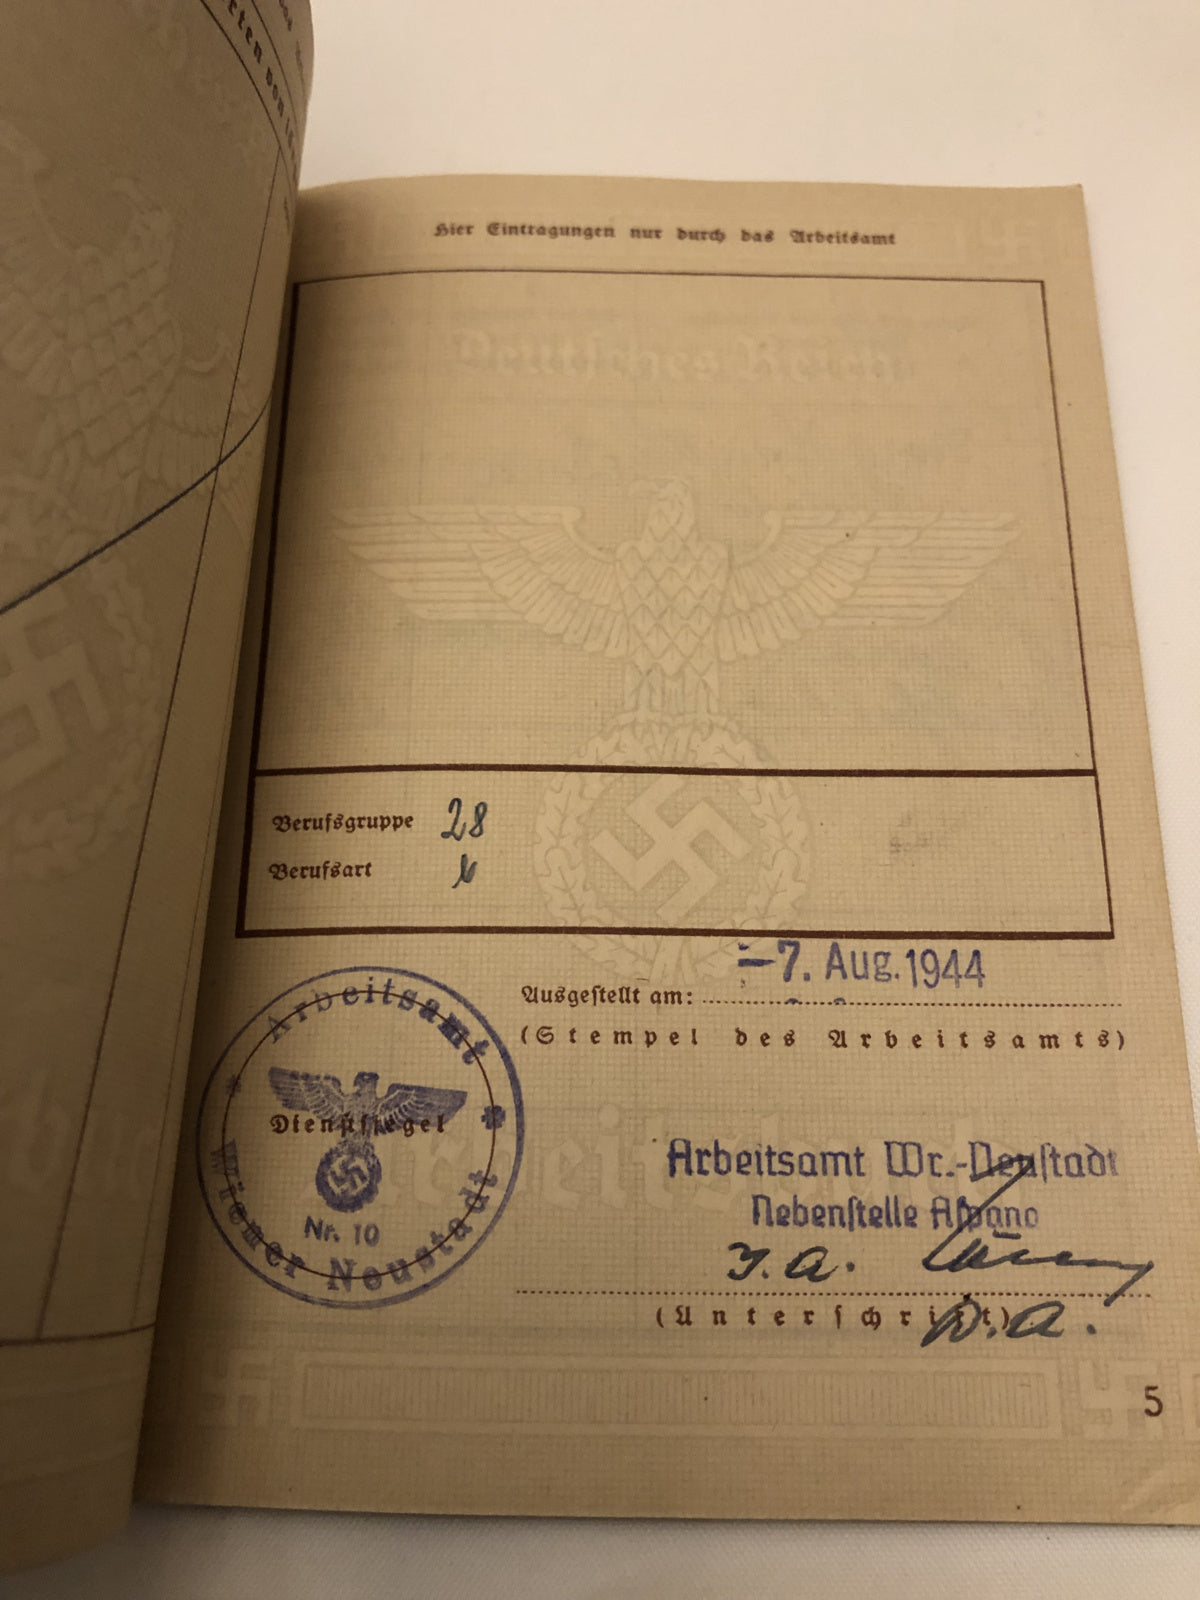 Hier Eintragungen nur durch das Arbeitsamt
Deutsches Reich
Berufsgruppe 28
Berufsart
-7. Aug. 1944
Ausgestellt am:
(Stempel des Arbeitsamts)
Arbeitsamt
Dienstsiegel
Nr. 10
Wiener Neustadt
Arbeitsamt Wr.-Neustadt
Nebenstelle Aspang
I. A.
(Unterschrift)
5